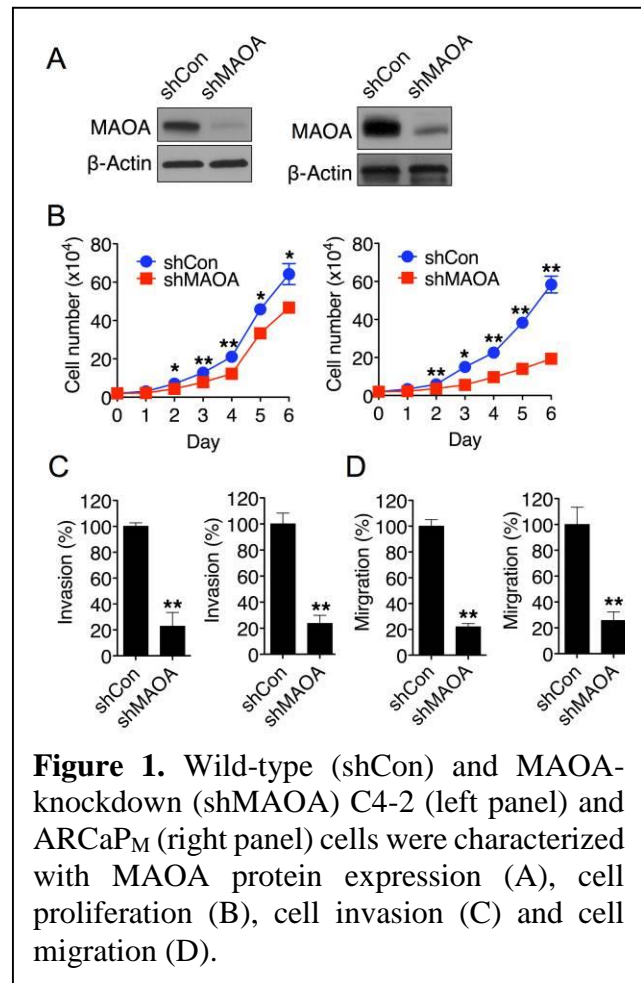 A
shCon shMAOA
MAOA
β-Actin
shCon shMAOA
MAOA
β-Actin
B
Cell number (x10⁴)
80
60
40
20
0
shCon
shMAOA
* ** ** * *
0 1 2 3 4 5 6
Day
Cell number (x10⁴)
80
60
40
20
0
shCon
shMAOA
** * ** ** **
0 1 2 3 4 5 6
Day
C
Invasion (%)
120
100
80
60
40
20
0
**
shCon shMAOA
Invasion (%)
120
100
80
60
40
20
0
**
shCon shMAOA
D
Mirgration (%)
120
100
80
60
40
20
0
**
shCon shMAOA
Mirgration (%)
120
100
80
60
40
20
0
**
shCon shMAOA
Figure 1. Wild-type (shCon) and MAOA-
knockdown (shMAOA) C4-2 (left panel) and
ARCaPM (right panel) cells were characterized
with MAOA protein expression (A), cell
proliferation (B), cell invasion (C) and cell
migration (D).